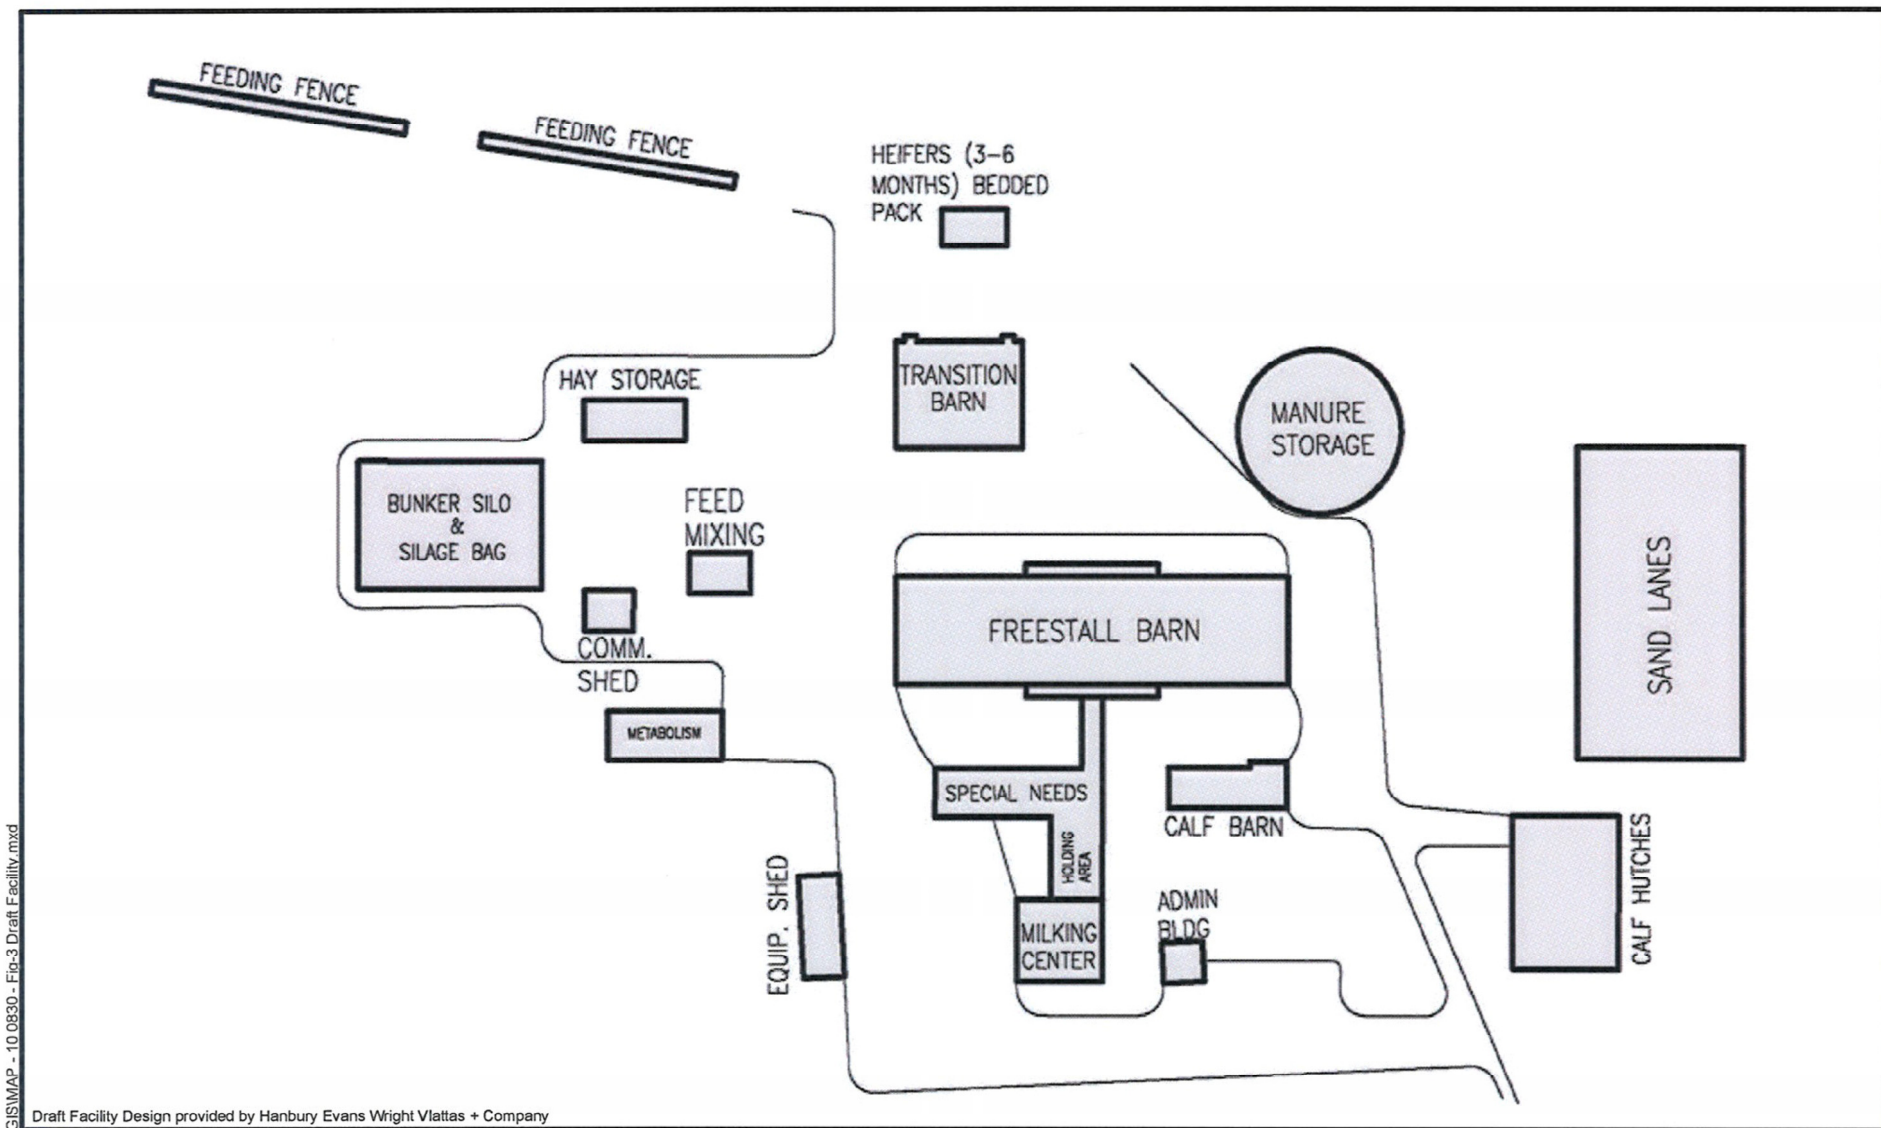 FEEDING FENCE
FEEDING FENCE
HEIFERS (3-6
MONTHS) BEDDED
PACK
TRANSITION
BARN
HAY STORAGE
MANURE
STORAGE
BUNKER SILO
&
SILAGE BAG
FEED
MIXING
SAND LANES
FREESTALL BARN
COMM.
SHED
METABOLISM
SPECIAL NEEDS
CALF BARN
HOLDING
AREA
EQUIP. SHED
ADMIN
BLDG
MILKING
CENTER
CALF HUTCHES
GIS\MAP - 10 0830 - Fig-3 Draft Facility.mxd
Draft Facility Design provided by Hanbury Evans Wright Vlattas + Company